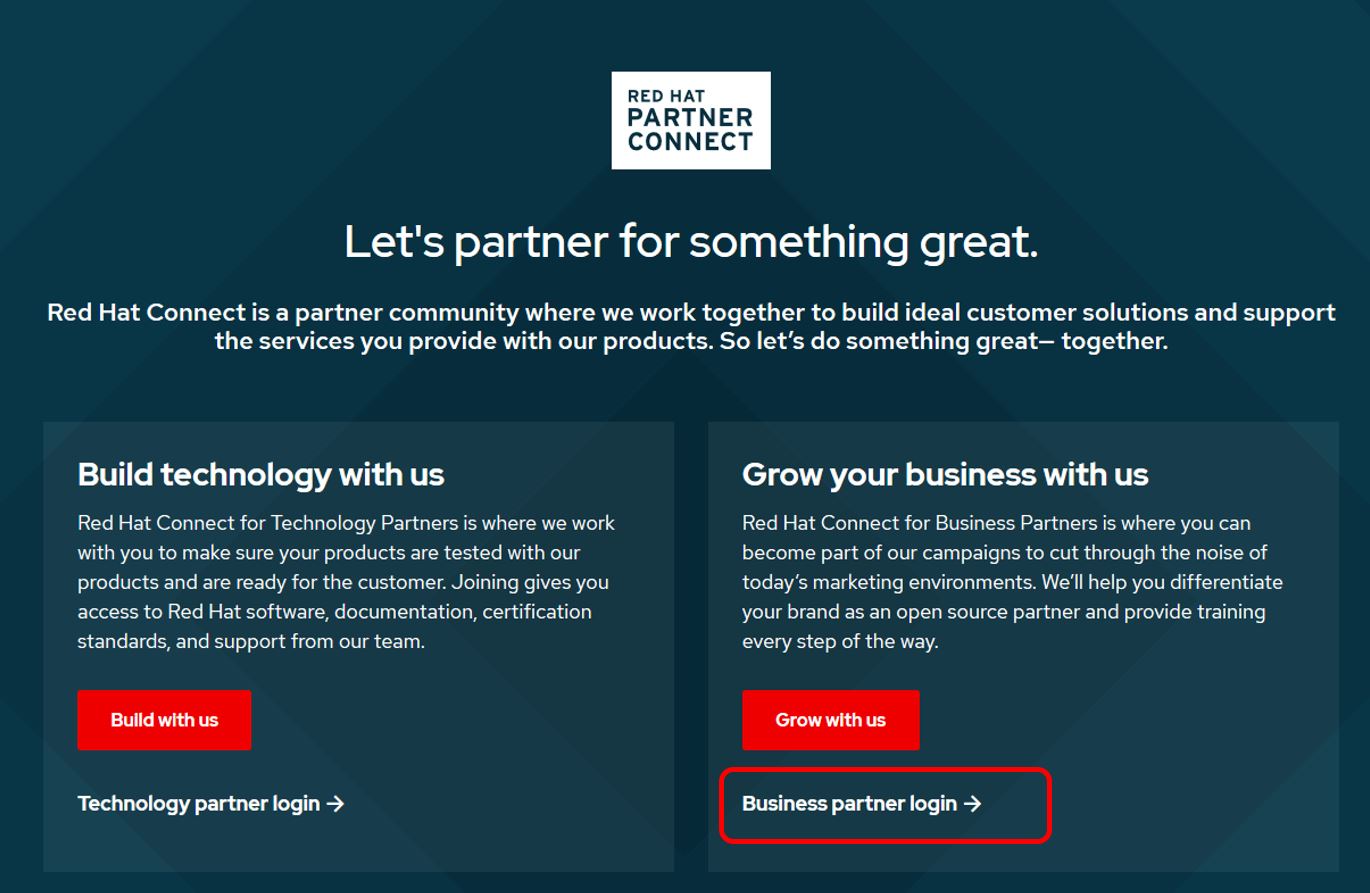 RED HAT
PARTNER
CONNECT
Let's partner for something great.
Red Hat Connect is a partner community where we work together to build ideal customer solutions and support
the services you provide with our products. So let’s do something great— together.
Build technology with us
Red Hat Connect for Technology Partners is where we work
with you to make sure your products are tested with our
products and are ready for the customer. Joining gives you
access to Red Hat software, documentation, certification
standards, and support from our team.
Build with us
Technology partner login →
Grow your business with us
Red Hat Connect for Business Partners is where you can
become part of our campaigns to cut through the noise of
today’s marketing environments. We’ll help you differentiate
your brand as an open source partner and provide training
every step of the way.
Grow with us
Business partner login →